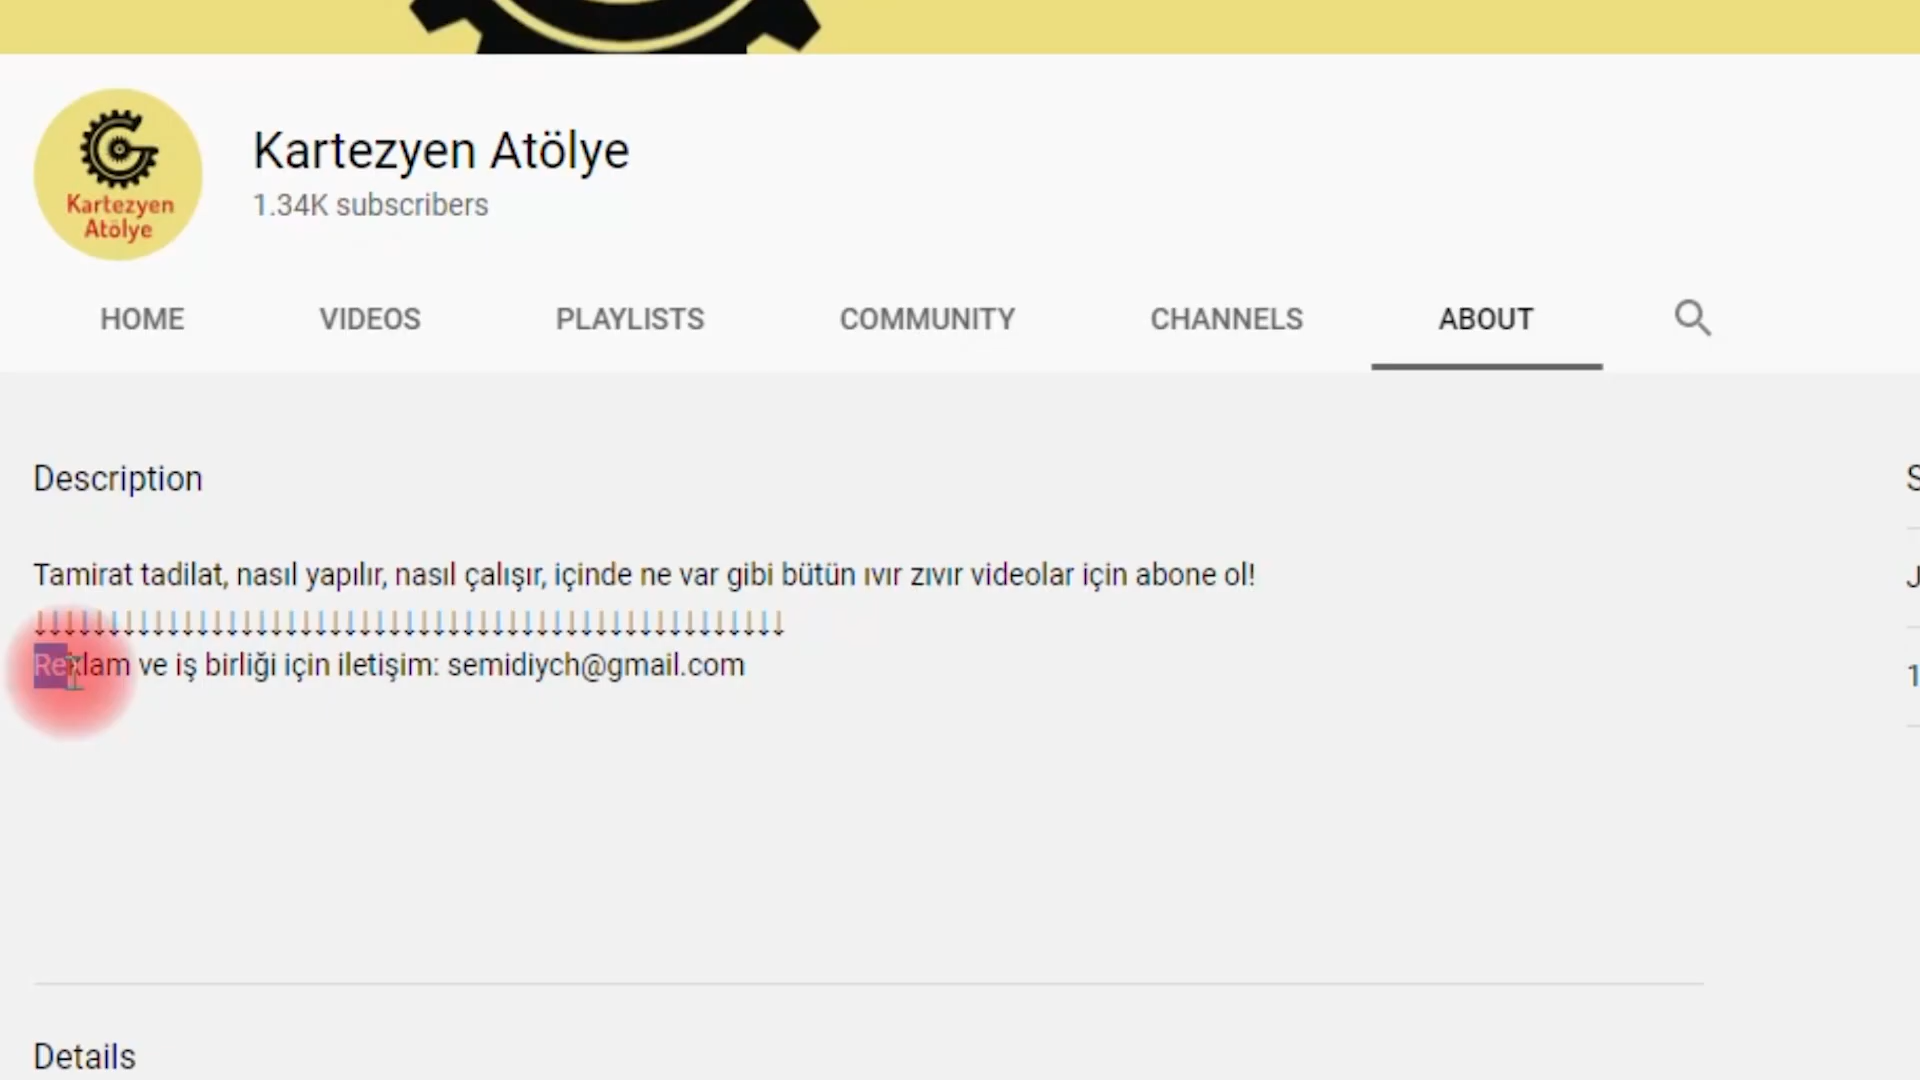 Kartezyen
Atölye
Kartezyen Atölye
1.34K subscribers
HOME VIDEOS PLAYLISTS COMMUNITY CHANNELS ABOUT
Description
Tamirat tadilat, nasıl yapılır, nasıl çalışır, içinde ne var gibi bütün ıvır zıvır videolar için abone ol!
↓↓↓↓↓↓↓↓↓↓↓↓↓↓↓↓↓↓↓↓↓↓↓↓↓↓↓↓↓↓↓↓↓↓↓↓↓↓↓↓↓↓↓↓↓↓↓↓↓↓↓
Reklam ve iş birliği için iletişim: semidiych@gmail.com
Details